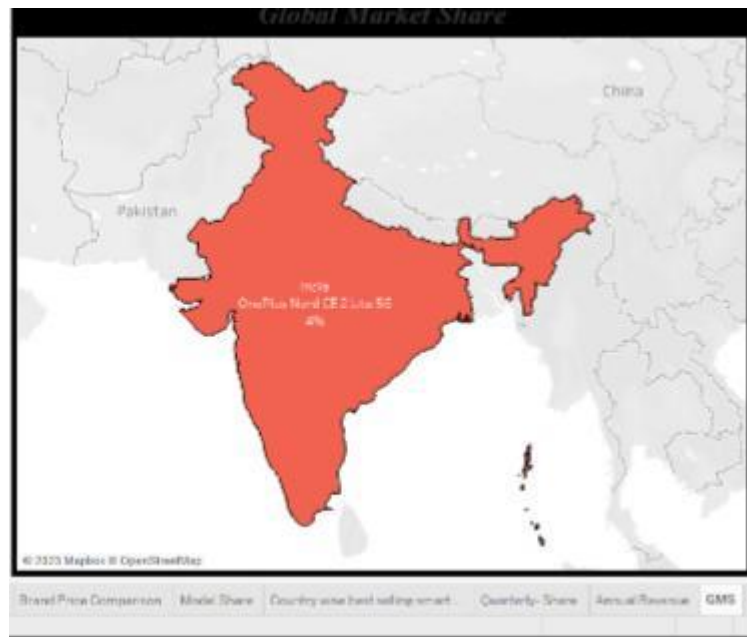 Global Market Share
China
Pakistan
India
OnePlus Nord CE 2 Lite 5G
4%
© 2023 Mapbox © OpenStreetMap
Brand Price Comparison Model Share Country wise best selling smart.. Quarterly- Share Annual Revenue GMS